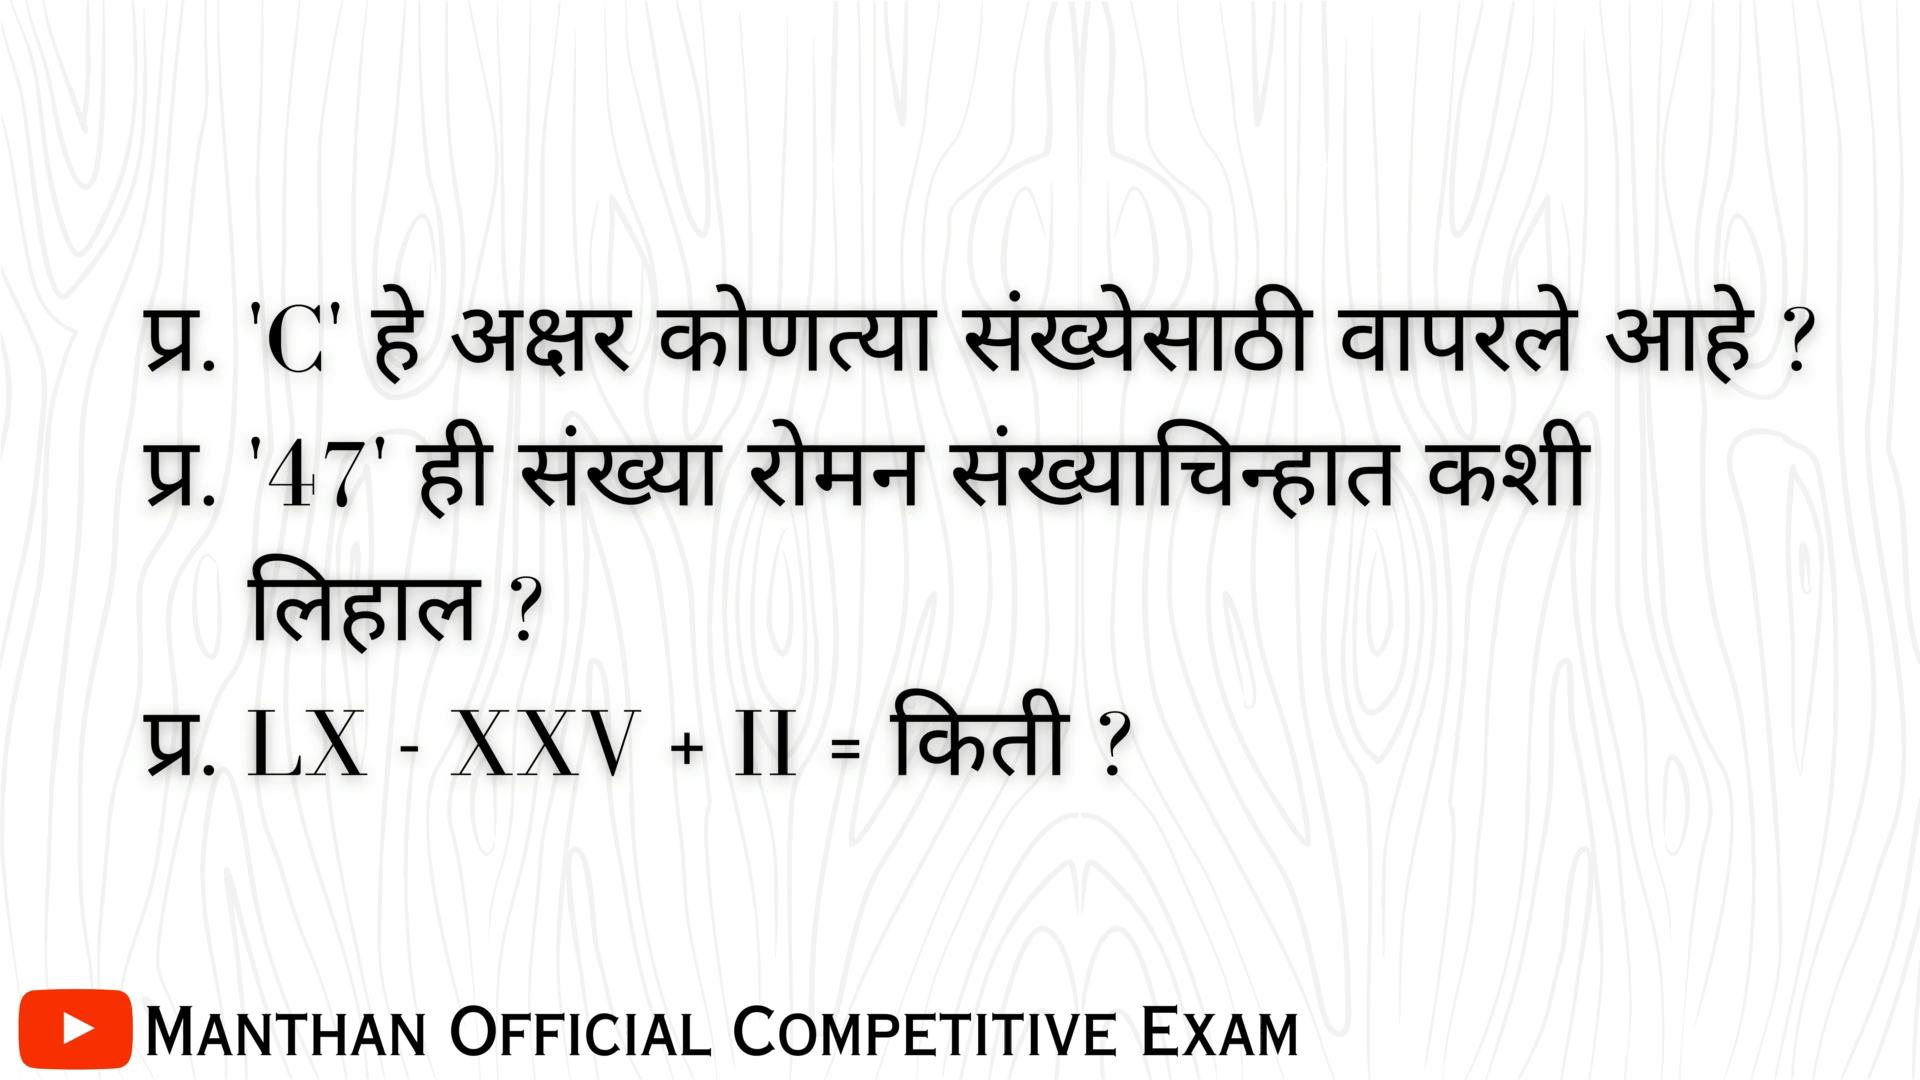 प्र. 'C' हे अक्षर कोणत्या संख्येसाठी वापरले आहे ?
प्र. '47' ही संख्या रोमन संख्याचिन्हात कशी
लिहाल ?
प्र. LX - XXV + II = किती ?
MANTHAN OFFICIAL COMPETITIVE EXAM